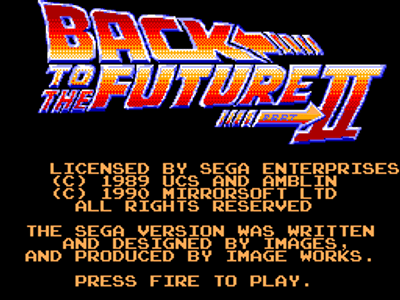 BACK
TO
THE FUTURE II
PART
LICENSED BY SEGA ENTERPRISES
(C) 1989 UCS AND AMBLIN
(C) 1990 MIRRORSOFT LTD
ALL RIGHTS RESERVED
THE SEGA VERSION WAS WRITTEN
AND DESIGNED BY IMAGES,
AND PRODUCED BY IMAGE WORKS.
PRESS FIRE TO PLAY.